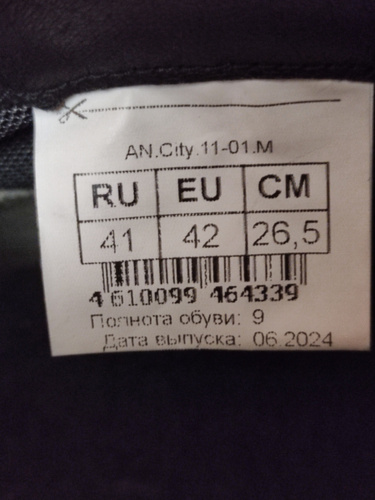 AN.City.11-01.M
RU EU CM
41 42 26,5
4 610099 464339
Полнота обуви: 9
Дата выпуска: 06.2024